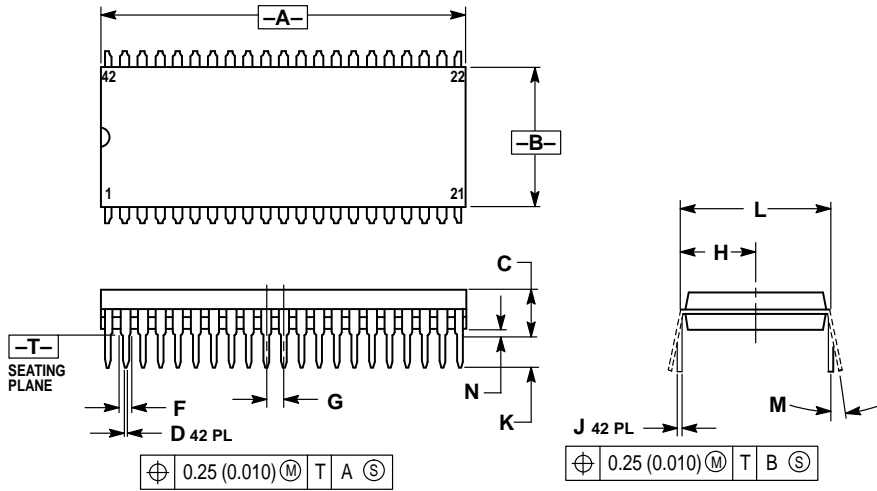 –A–
42 22
–B–
1 21
L
H
C
–T–
SEATING
PLANE
N
M
F
G
K
D 42 PL
J 42 PL
⌖ 0.25 (0.010) Ⓜ T A Ⓢ
⌖ 0.25 (0.010) Ⓜ T B Ⓢ